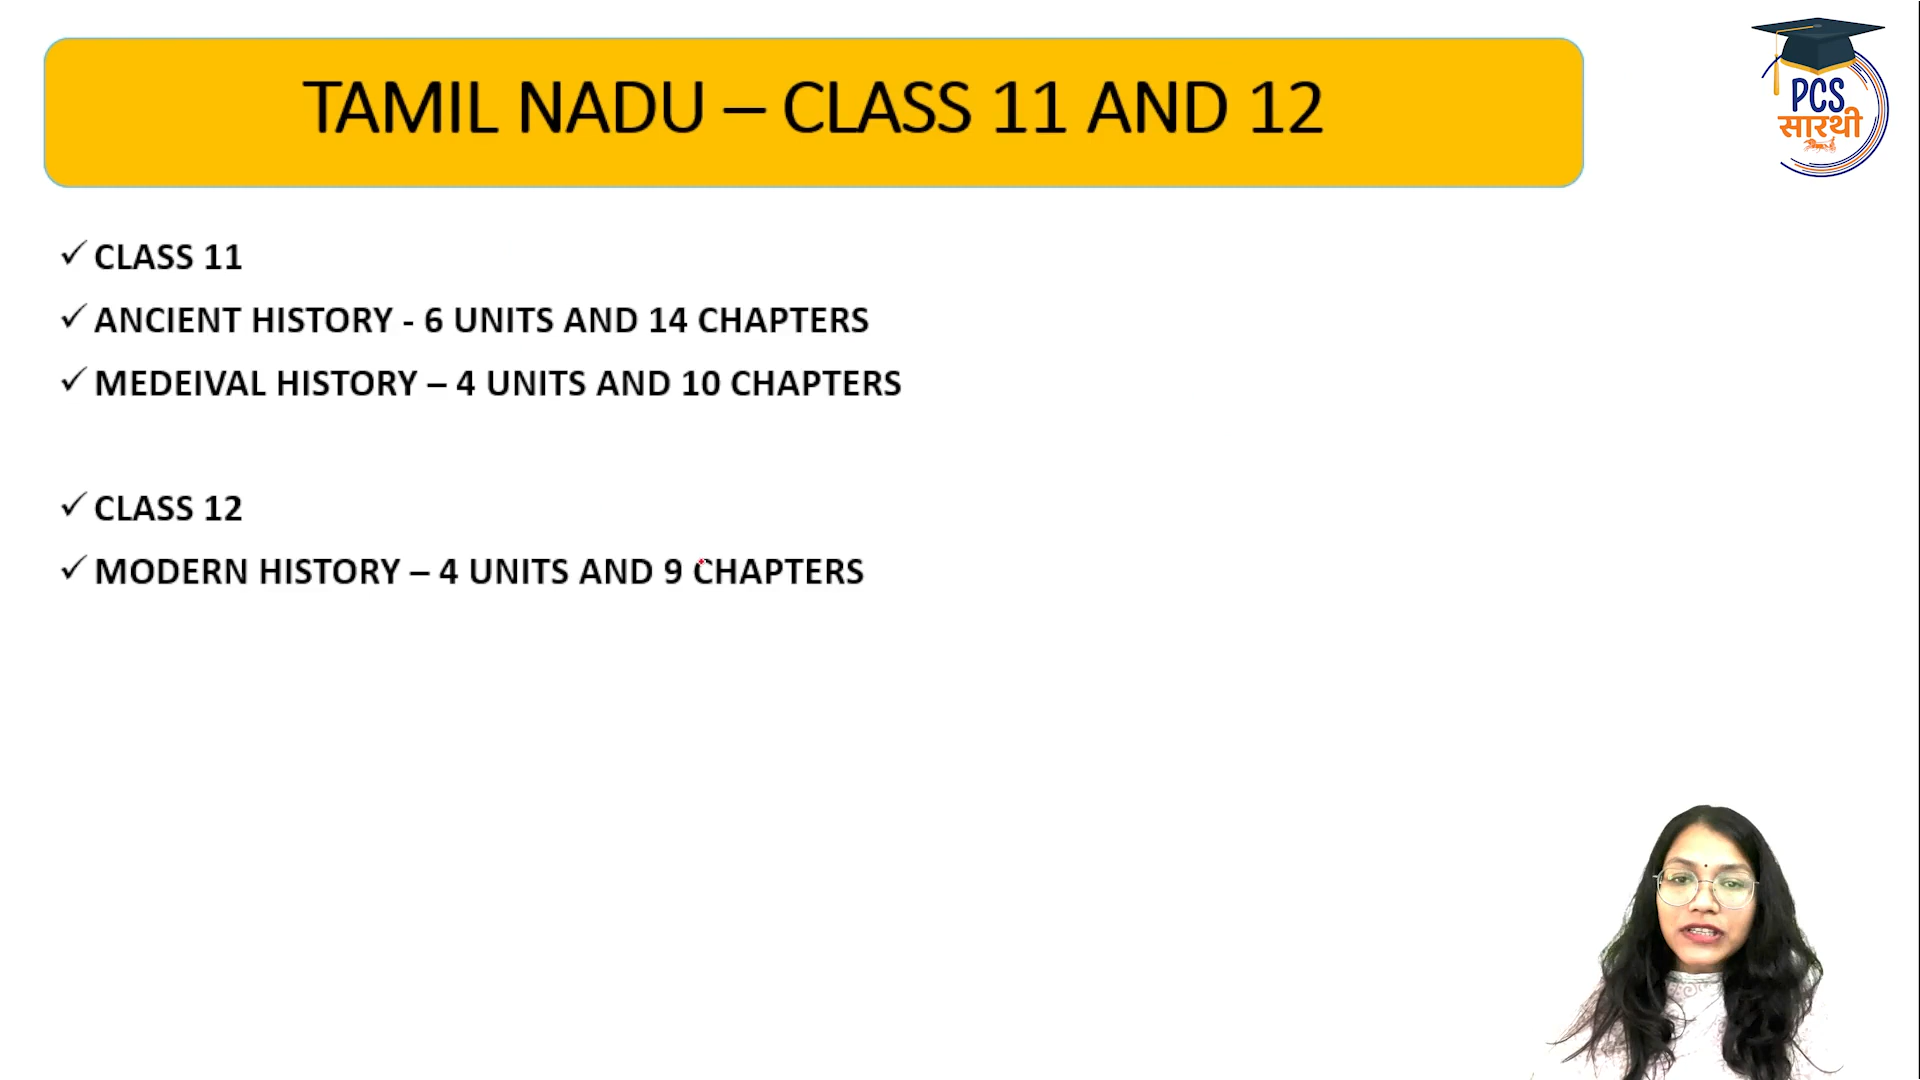 TAMIL NADU – CLASS 11 AND 12
PCS
सारथी
✓ CLASS 11
✓ ANCIENT HISTORY - 6 UNITS AND 14 CHAPTERS
✓ MEDEIVAL HISTORY – 4 UNITS AND 10 CHAPTERS
✓ CLASS 12
✓ MODERN HISTORY – 4 UNITS AND 9 CHAPTERS